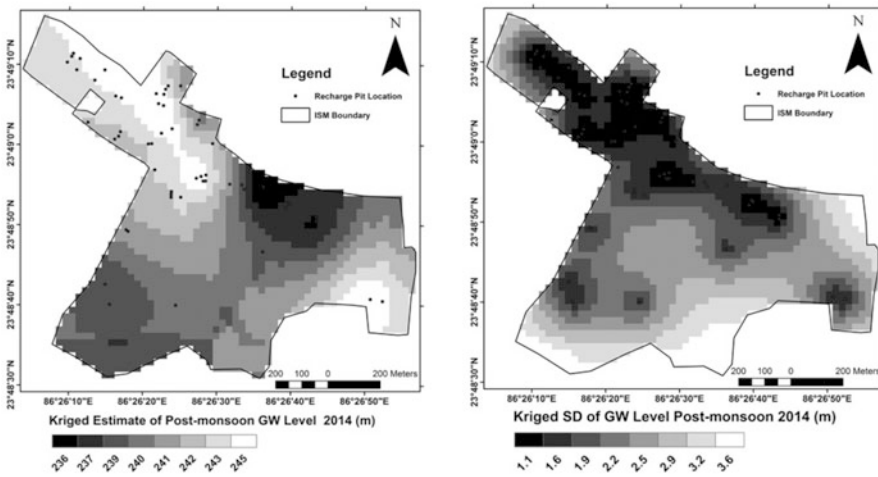 N
Legend
Recharge Pit Location
ISM Boundary
23°49'10"N
23°49'0"N
23°48'50"N
23°48'40"N
23°48'30"N
200 100 0 200 Meters
86°26'10"E 86°26'20"E 86°26'30"E 86°26'40"E 86°26'50"E
Kriged Estimate of Post-monsoon GW Level 2014 (m)
236 237 239 240 241 242 243 245
N
Legend
Recharge Pit Location
ISM Boundary
23°49'10"N
23°49'0"N
23°48'50"N
23°48'40"N
23°48'30"N
200 100 0 200 Meters
86°26'10"E 86°26'20"E 86°26'30"E 86°26'40"E 86°26'50"E
Kriged SD of GW Level Post-monsoon 2014 (m)
1.1 1.6 1.9 2.2 2.5 2.9 3.2 3.6